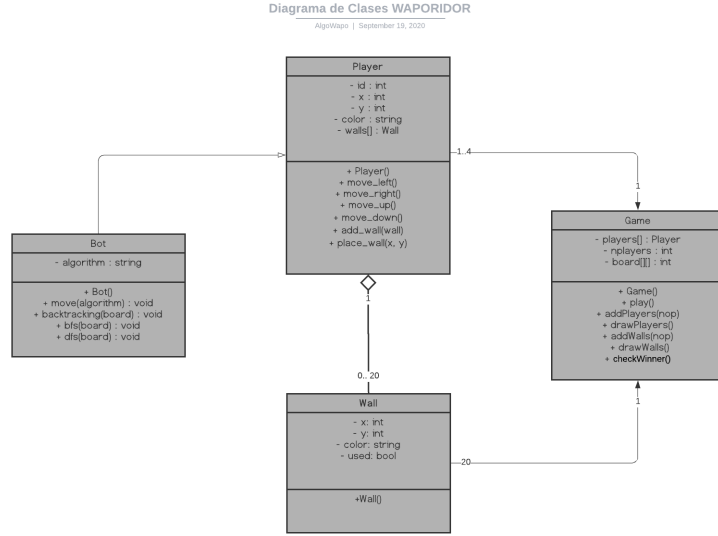 Diagrama de Clases WAPORIDOR
AlgoWapo | September 19, 2020
Player
- id : int
- x : int
- y : int
- color : string
- walls[] : Wall
+ Player()
+ move_left()
+ move_right()
+ move_up()
+ move_down()
+ add_wall(wall)
+ place_wall(x, y)
1..4
1
Game
- players[] : Player
- nplayers : int
- board[][] : int
+ Game()
+ play()
+ addPlayers(nop)
+ drawPlayers()
+ addWalls(nop)
+ drawWalls()
+ checkWinner()
Bot
- algorithm : string
+ Bot()
+ move(algorithm) : void
+ backtracking(board) : void
+ bfs(board) : void
+ dfs(board) : void
1
0.. 20
Wall
- x: int
- y: int
- color: string
- used: bool
+Wall()
20
1